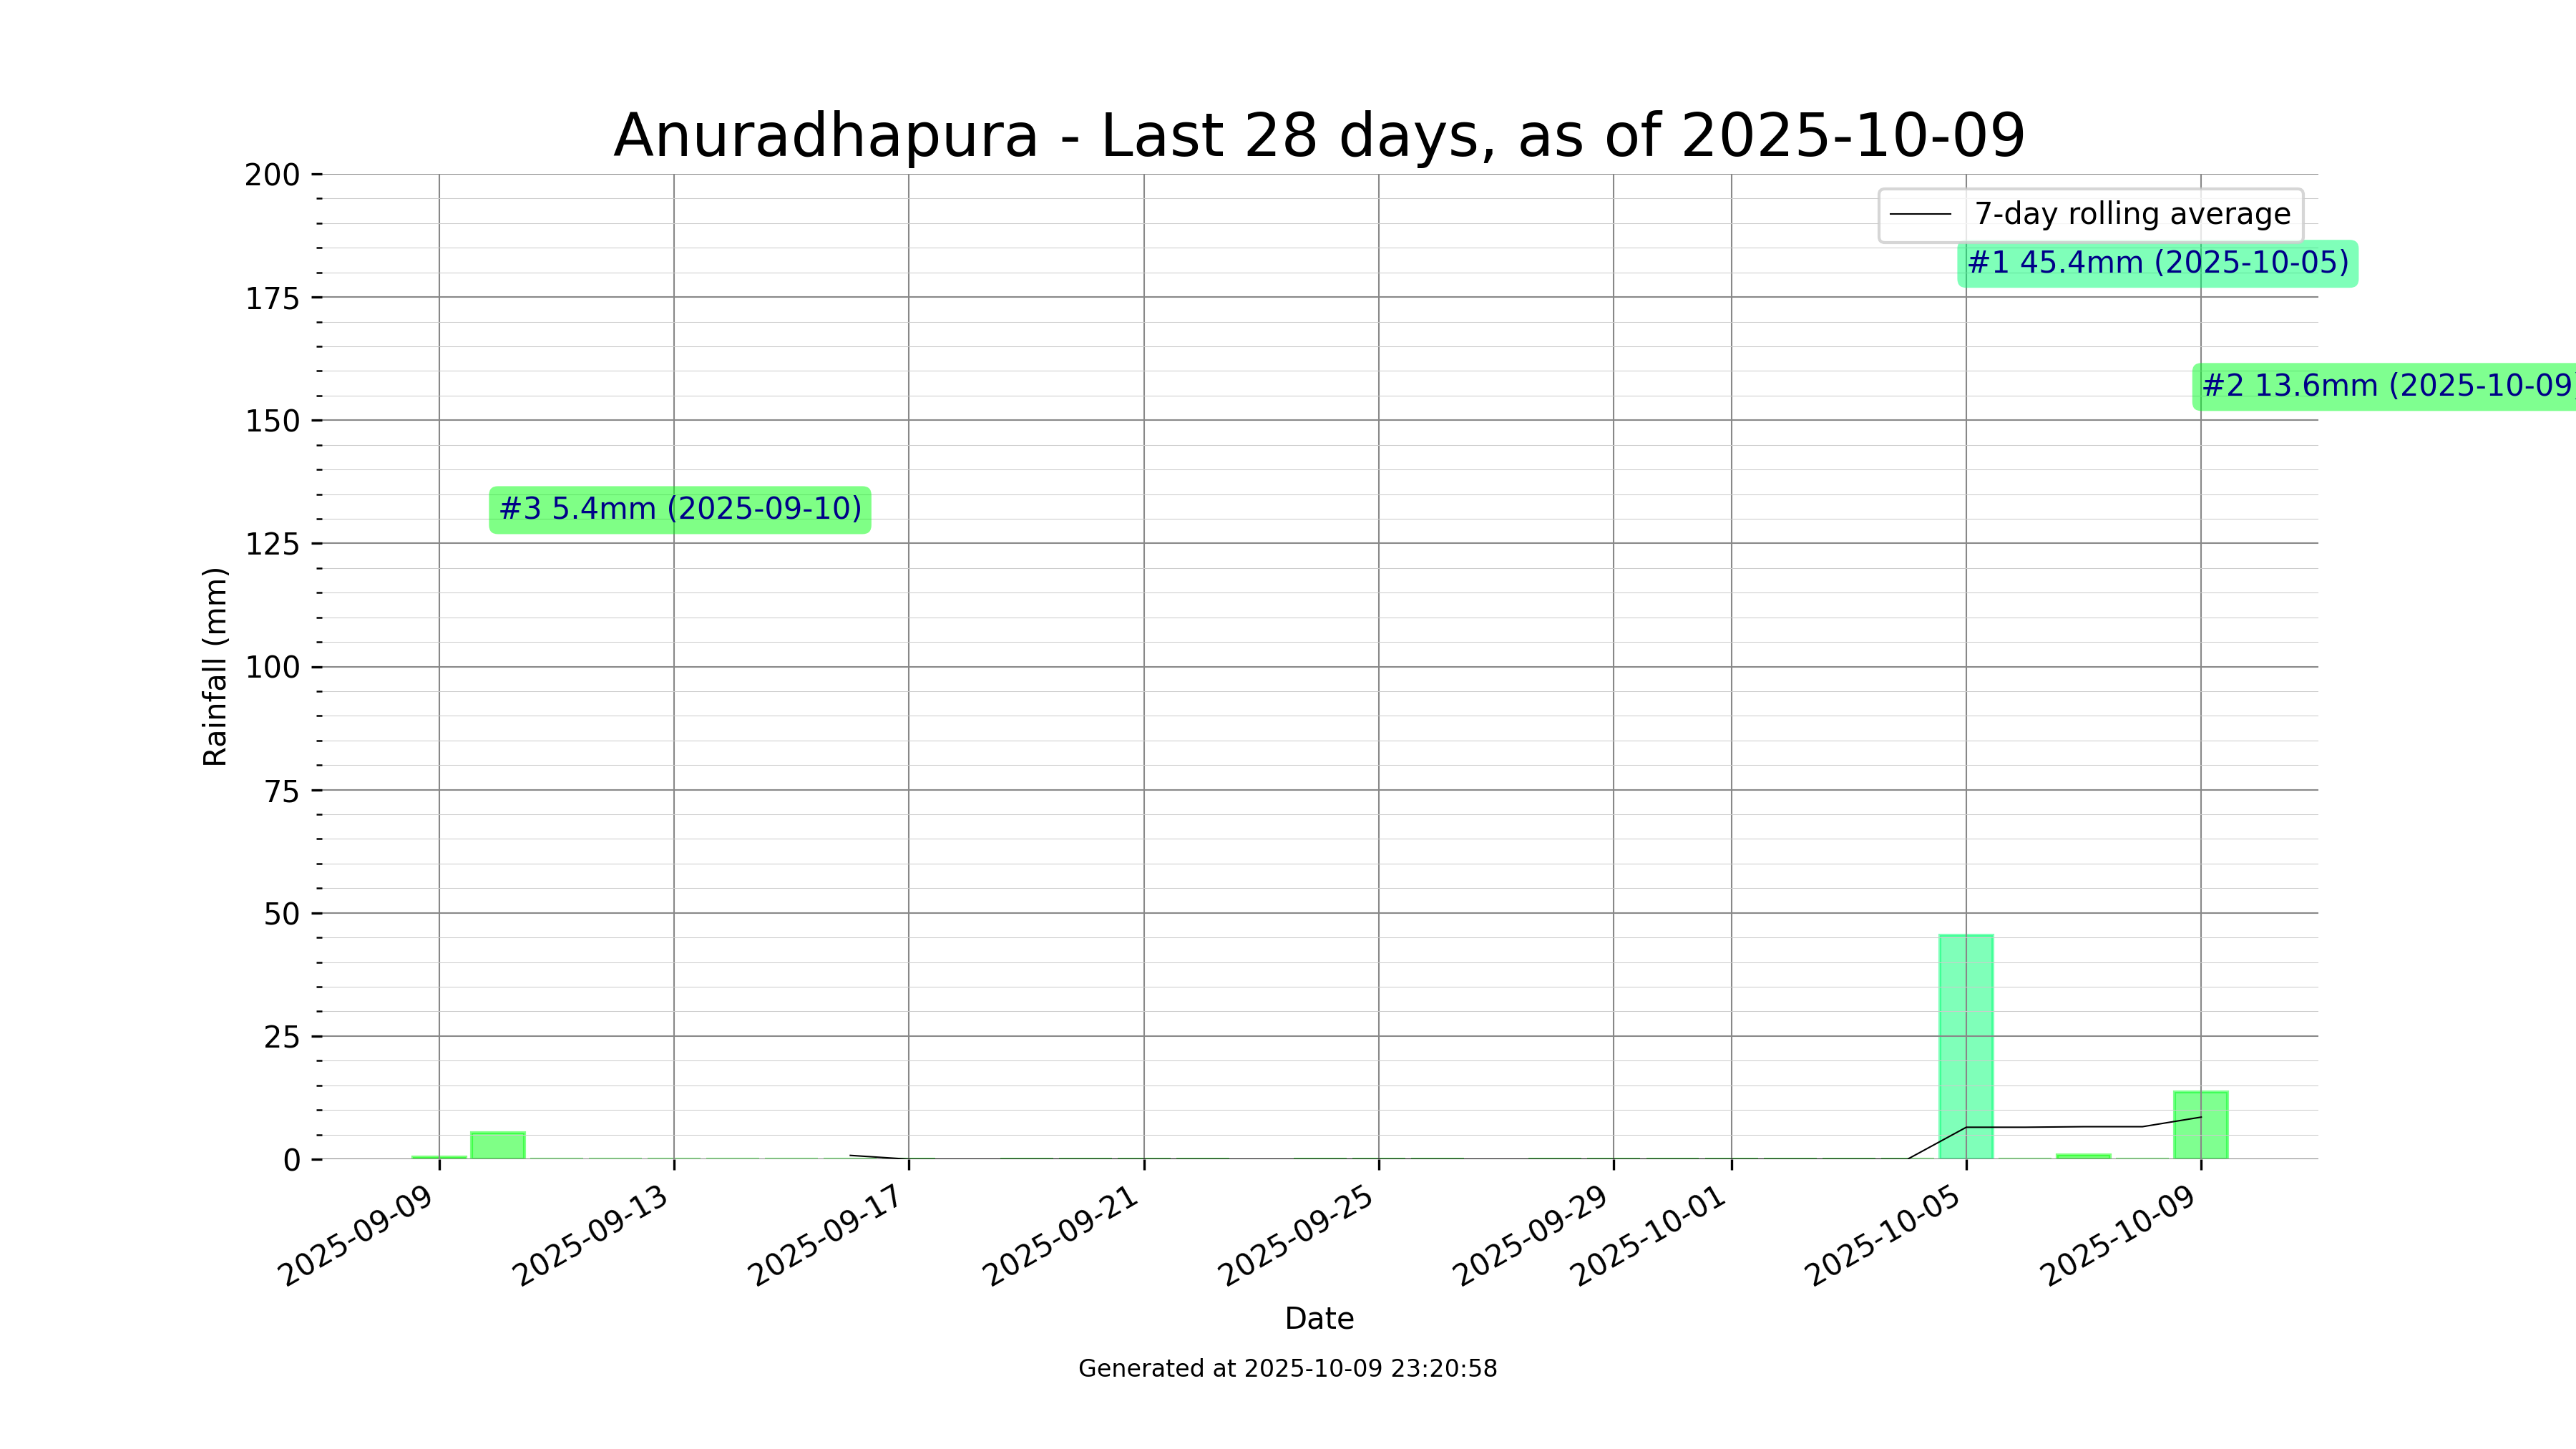 Anuradhapura - Last 28 days, as of 2025-10-09
7-day rolling average
#1 45.4mm (2025-10-05)
#2 13.6mm (2025-10-09)
#3 5.4mm (2025-09-10)
Rainfall (mm)
200
175
150
125
100
75
50
25
0
2025-09-09
2025-09-13
2025-09-17
2025-09-21
2025-09-25
2025-09-29
2025-10-01
2025-10-05
2025-10-09
Date
Generated at 2025-10-09 23:20:58